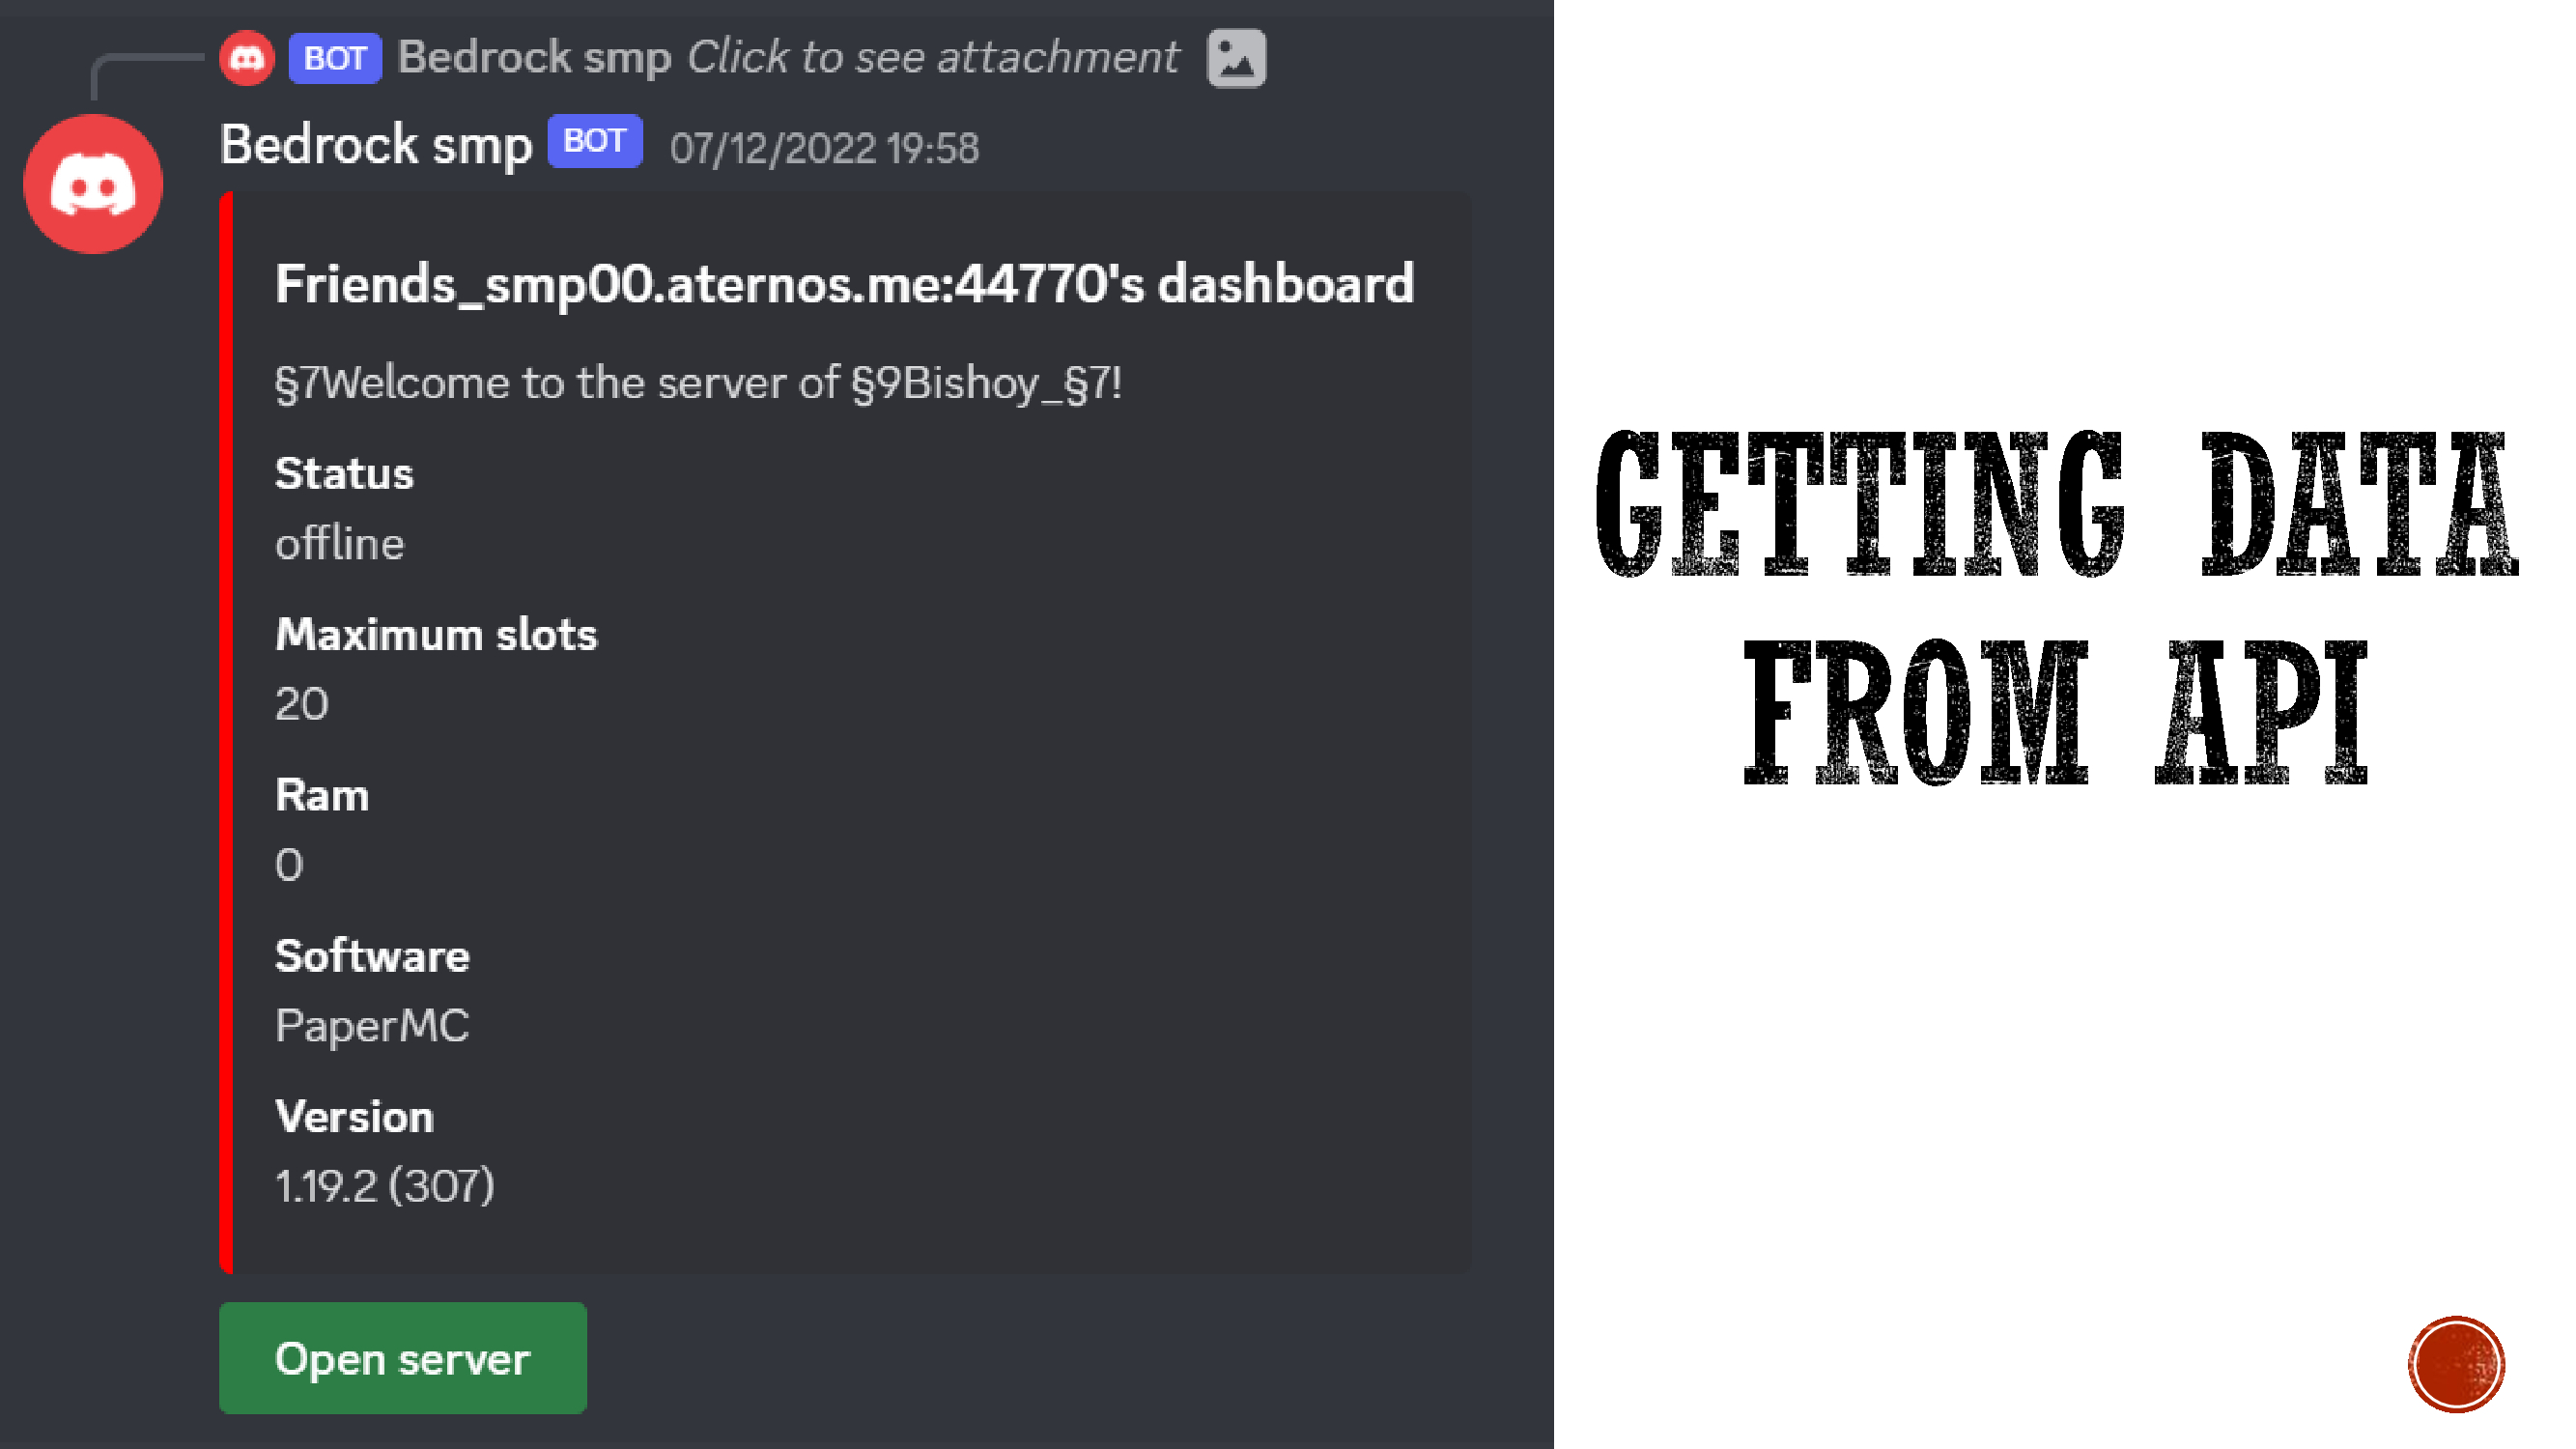 BOT Bedrock smp Click to see attachment
Bedrock smp BOT 07/12/2022 19:58
Friends_smp00.aternos.me:44770's dashboard
§7Welcome to the server of §9Bishoy_§7!
Status
offline
Maximum slots
20
Ram
0
Software
PaperMC
Version
1.19.2 (307)
Open server
GETTING DATA
FROM API